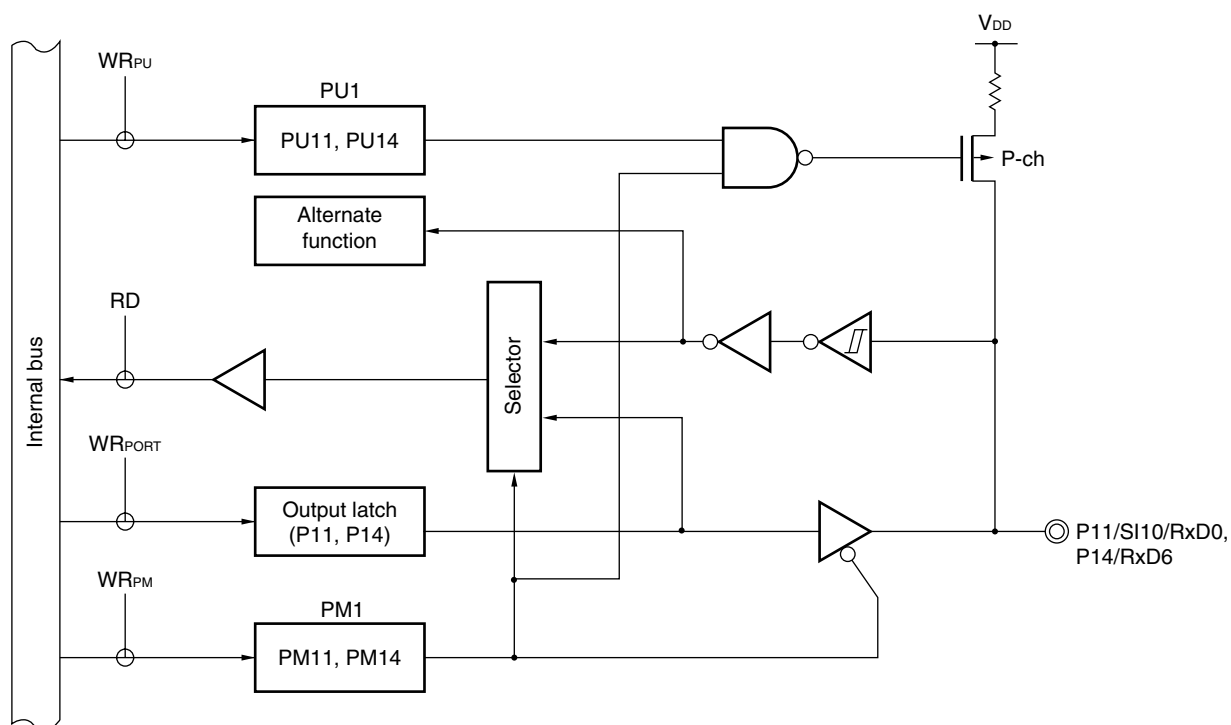 VDD
WRPU
PU1
PU11, PU14
P-ch
Alternate
function
RD
Selector
Internal bus
WRPORT
Output latch
(P11, P14)
P11/SI10/RxD0,
P14/RxD6
WRPM
PM1
PM11, PM14